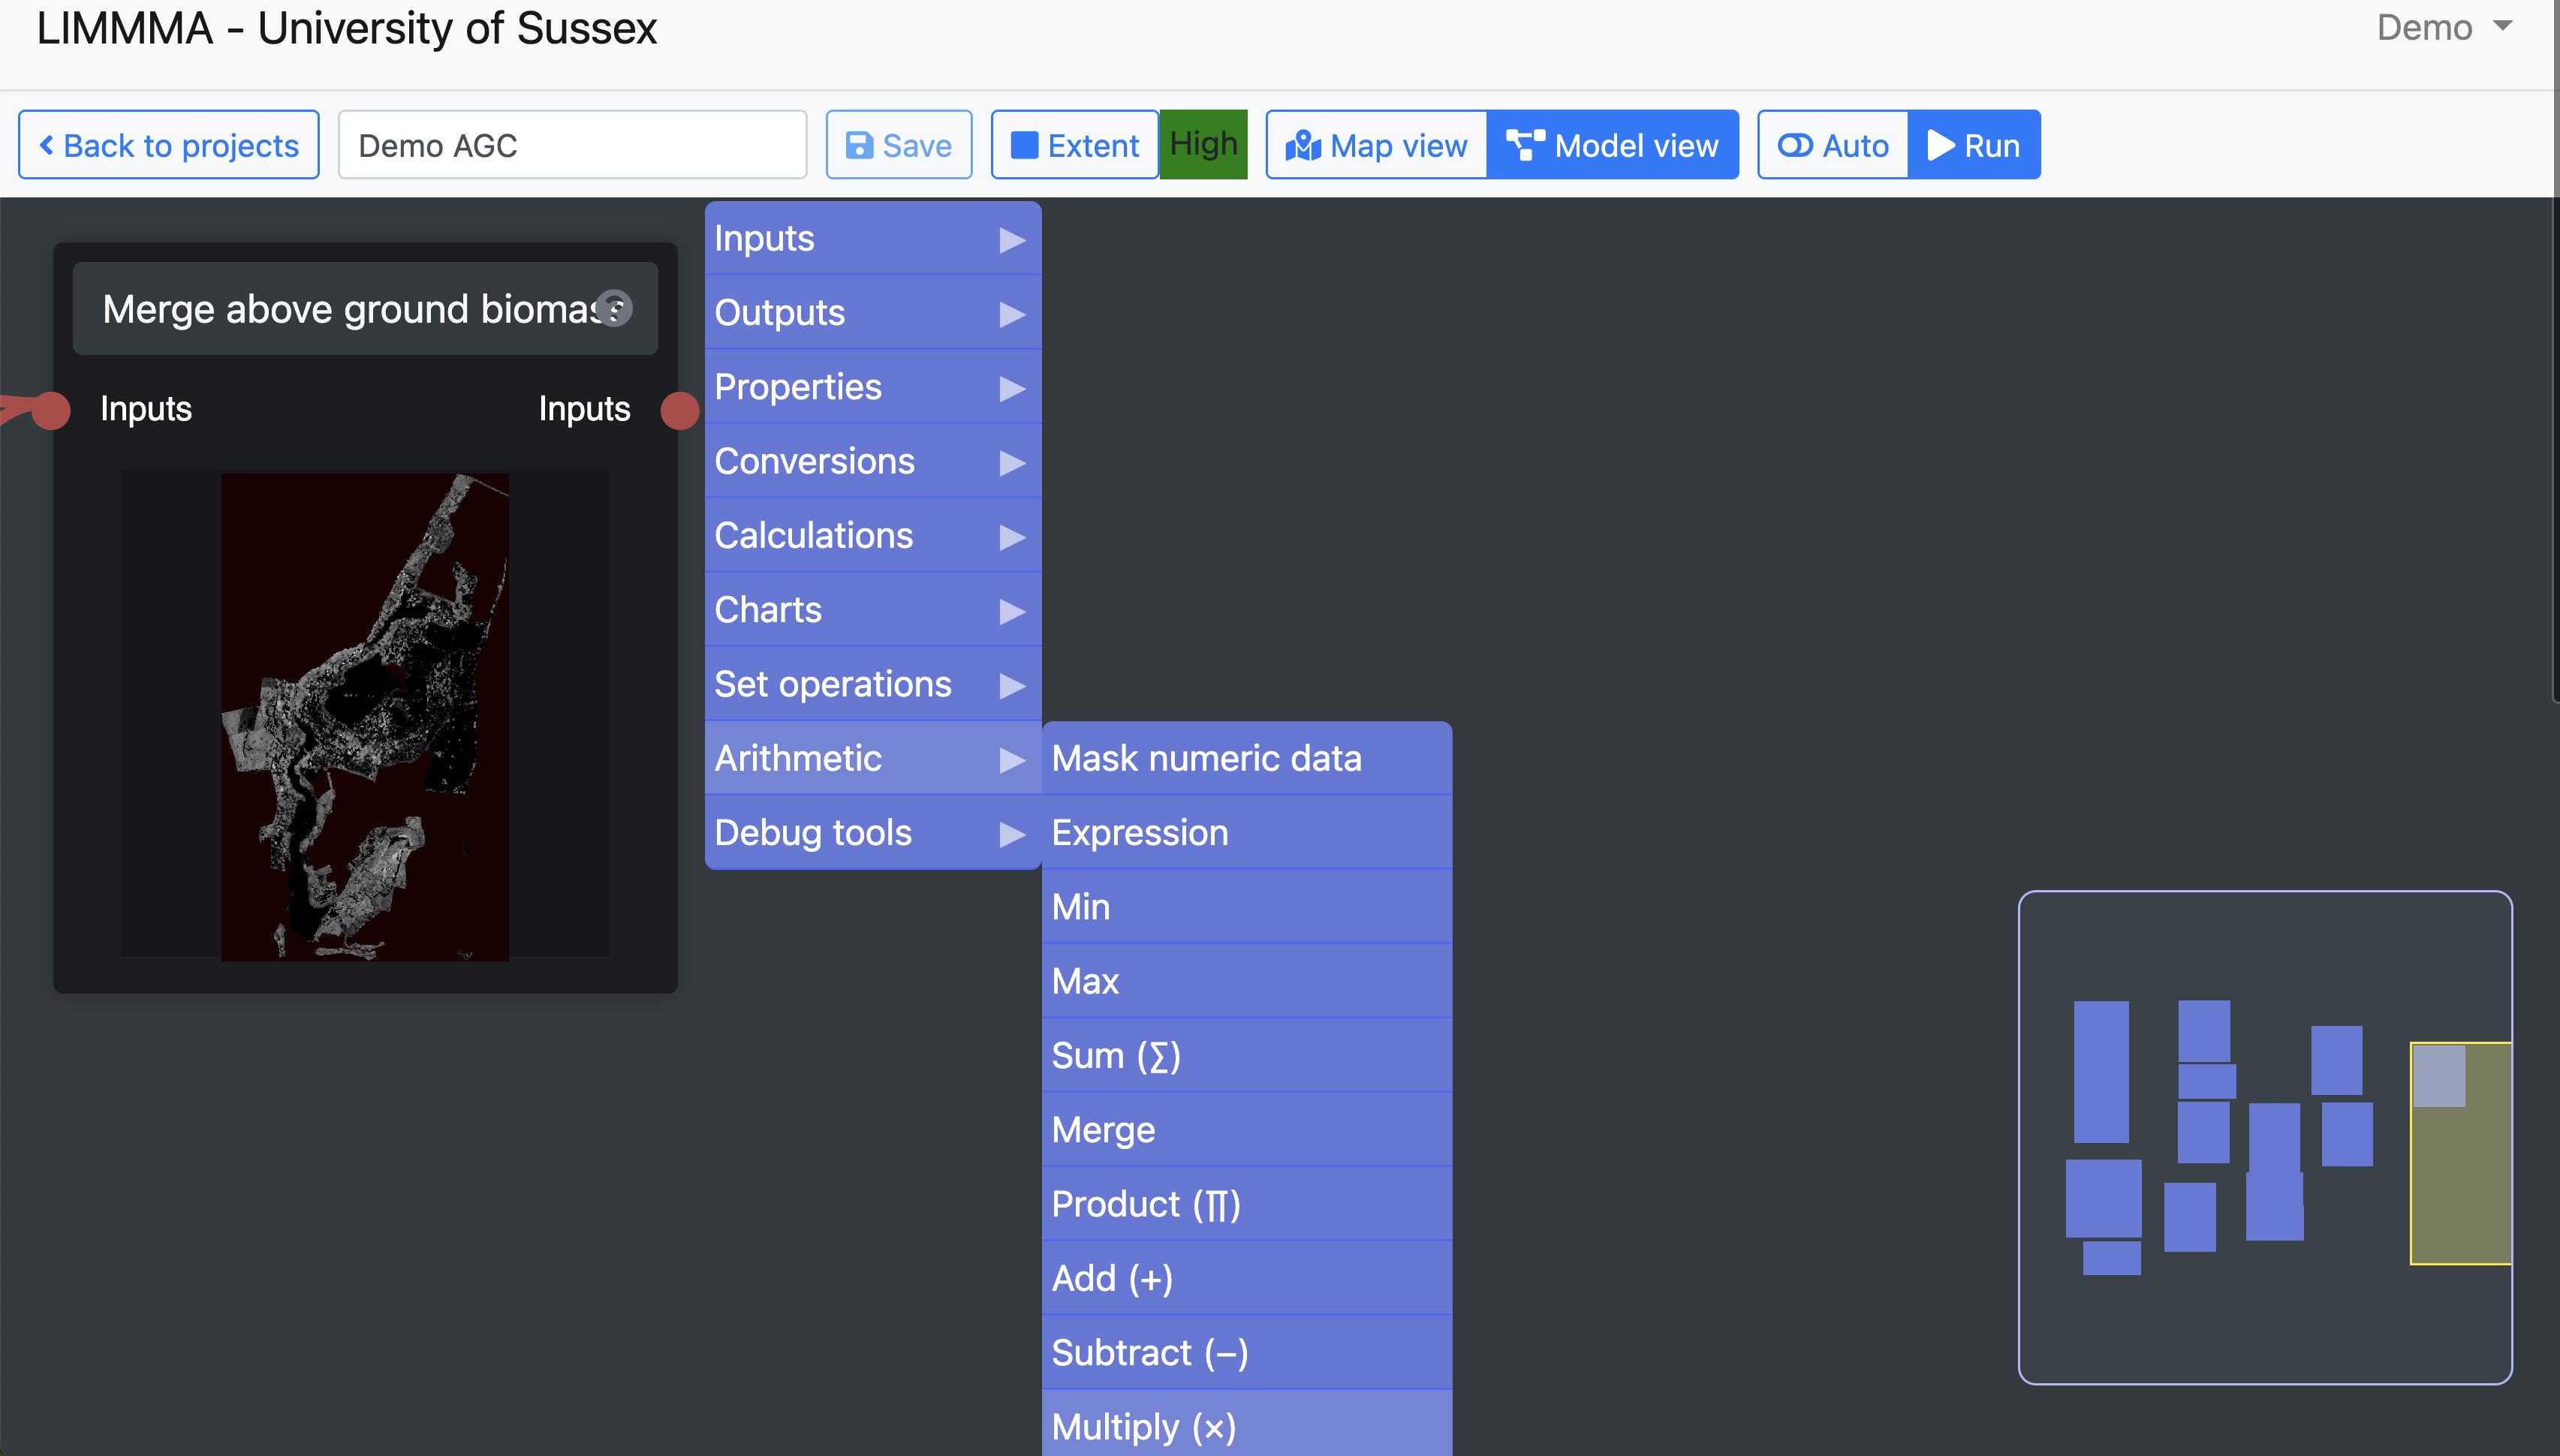 LIMMMA - University of Sussex
Demo
Back to projects
Demo AGC
Save
Extent
High
Map view
Model view
Auto
Run
Merge above ground biomass
?
Inputs
Inputs
Inputs
Outputs
Properties
Conversions
Calculations
Charts
Set operations
Arithmetic
Debug tools
Mask numeric data
Expression
Min
Max
Sum (∑)
Merge
Product (∏)
Add (+)
Subtract (−)
Multiply (×)